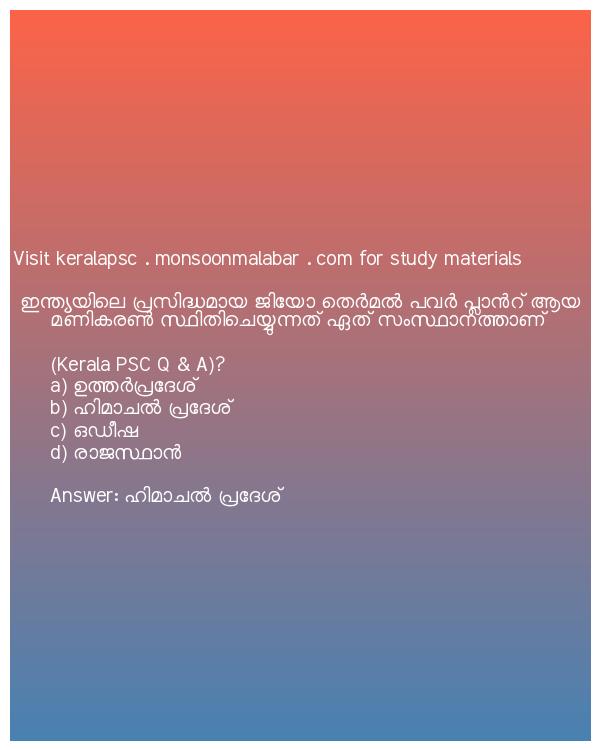 Visit keralapsc . monsoonmalabar . com for study materials
ഇന്ത്യയിലെ പ്രസിദ്ധമായ ജിയോ തെർമൽ പവർ പ്ലാൻറ് ആയ
മണികരൺ സ്ഥിതിചെയ്യുന്നത് ഏത് സംസ്ഥാനത്താണ്
(Kerala PSC Q & A)?
a) ഉത്തർപ്രദേശ്
b) ഹിമാചൽ പ്രദേശ്
c) ഒഡീഷ
d) രാജസ്ഥാൻ
Answer: ഹിമാചൽ പ്രദേശ്